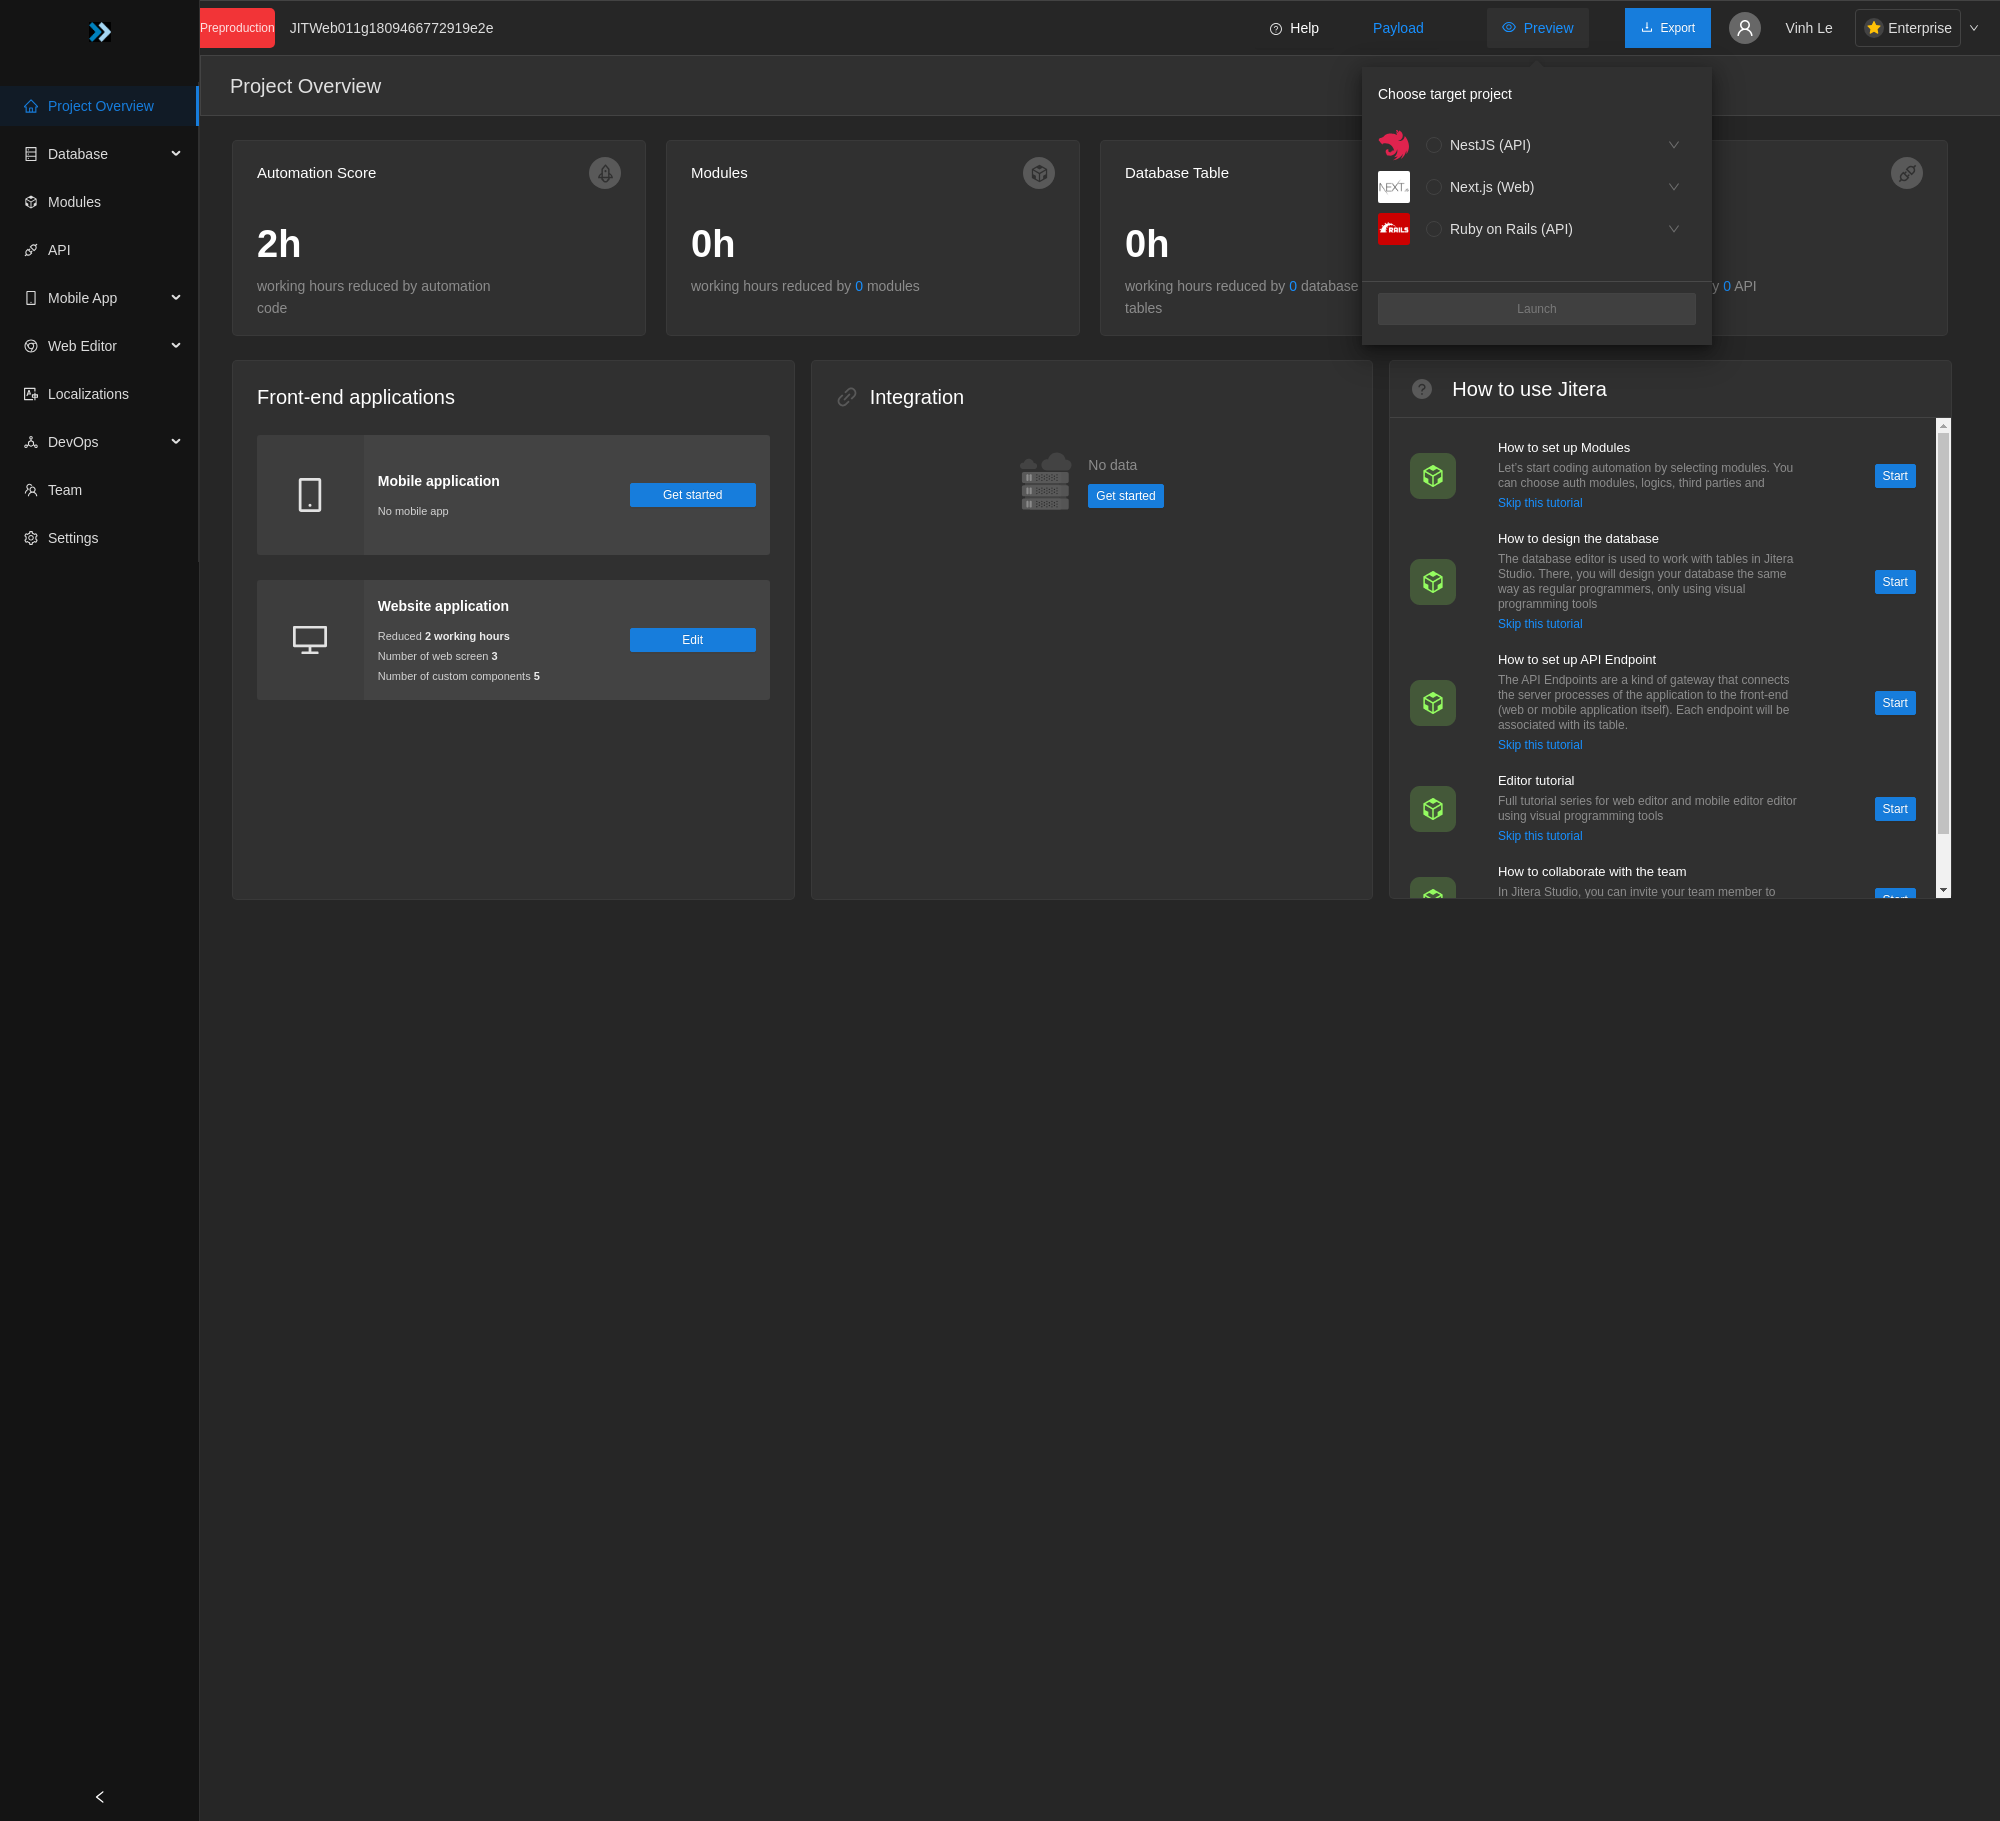 Preproduction
JITWeb011g1809466772919e2e
Help
Payload
Preview
Export
Vinh Le
Enterprise
Project Overview
Database
Modules
API
Mobile App
Web Editor
Localizations
DevOps
Team
Settings
Project Overview
Choose target project
NestJS (API)
NEXT
Next.js (Web)
RAILS
Ruby on Rails (API)
Launch
Automation Score
2h
working hours reduced by automation
code
Modules
0h
working hours reduced by 0 modules
Database Table
0h
working hours reduced by 0 database
tables
0 API
Front-end applications
Mobile application
No mobile app
Get started
Website application
Reduced 2 working hours
Number of web screen 3
Number of custom components 5
Edit
Integration
No data
Get started
How to use Jitera
How to set up Modules
Let's start coding automation by selecting modules. You
can choose auth modules, logics, third parties and
Skip this tutorial
Start
How to design the database
The database editor is used to work with tables in Jitera
Studio. There, you will design your database the same
way as regular programmers, only using visual
programming tools
Skip this tutorial
Start
How to set up API Endpoint
The API Endpoints are a kind of gateway that connects
the server processes of the application to the front-end
(web or mobile application itself). Each endpoint will be
associated with its table.
Skip this tutorial
Start
Editor tutorial
Full tutorial series for web editor and mobile editor editor
using visual programming tools
Skip this tutorial
Start
How to collaborate with the team
In Jitera Studio, you can invite your team member to
Start